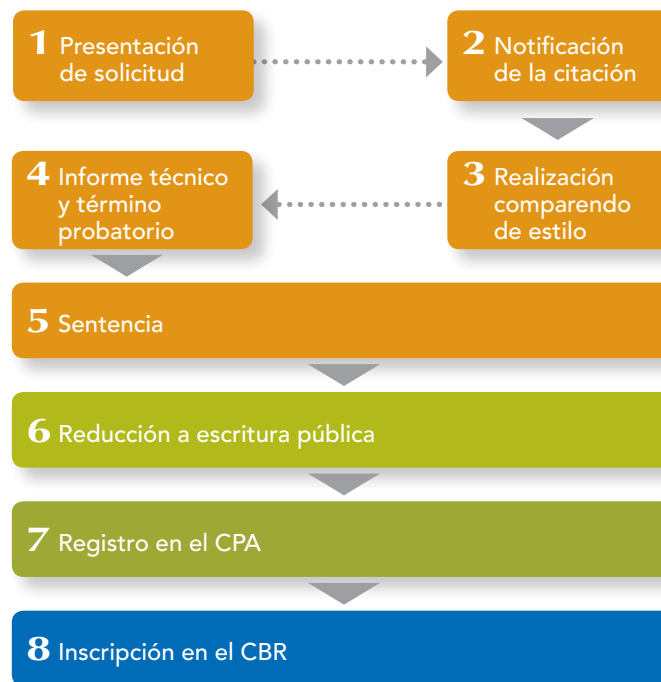 1 Presentación
de solicitud
2 Notificación
de la citación
3 Realización
comparendo
de estilo
4 Informe técnico
y término
probatorio
5 Sentencia
6 Reducción a escritura pública
7 Registro en el CPA
8 Inscripción en el CBR